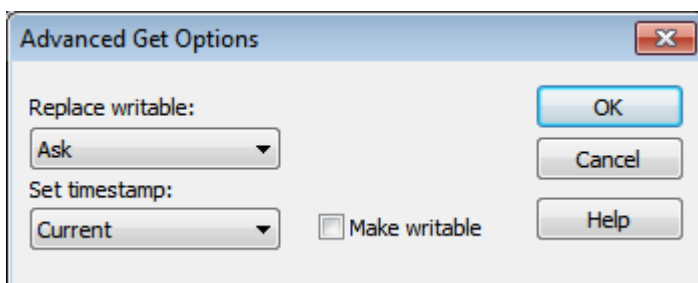 Advanced Get Options
Replace writable:
OK
Ask
Cancel
Set timestamp:
Current
Make writable
Help